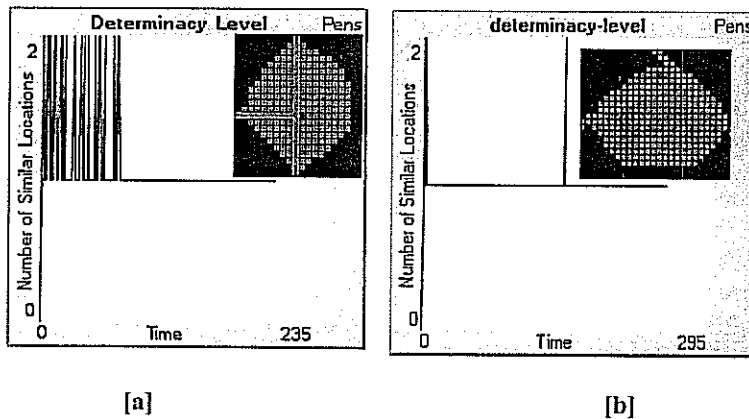 Determinacy Level Pens
2
Number of Similar Locations
0
0 Time 235
[a]
determinacy-level Pens
2
Number of Similar Locations
0
0 Time 295
[b]